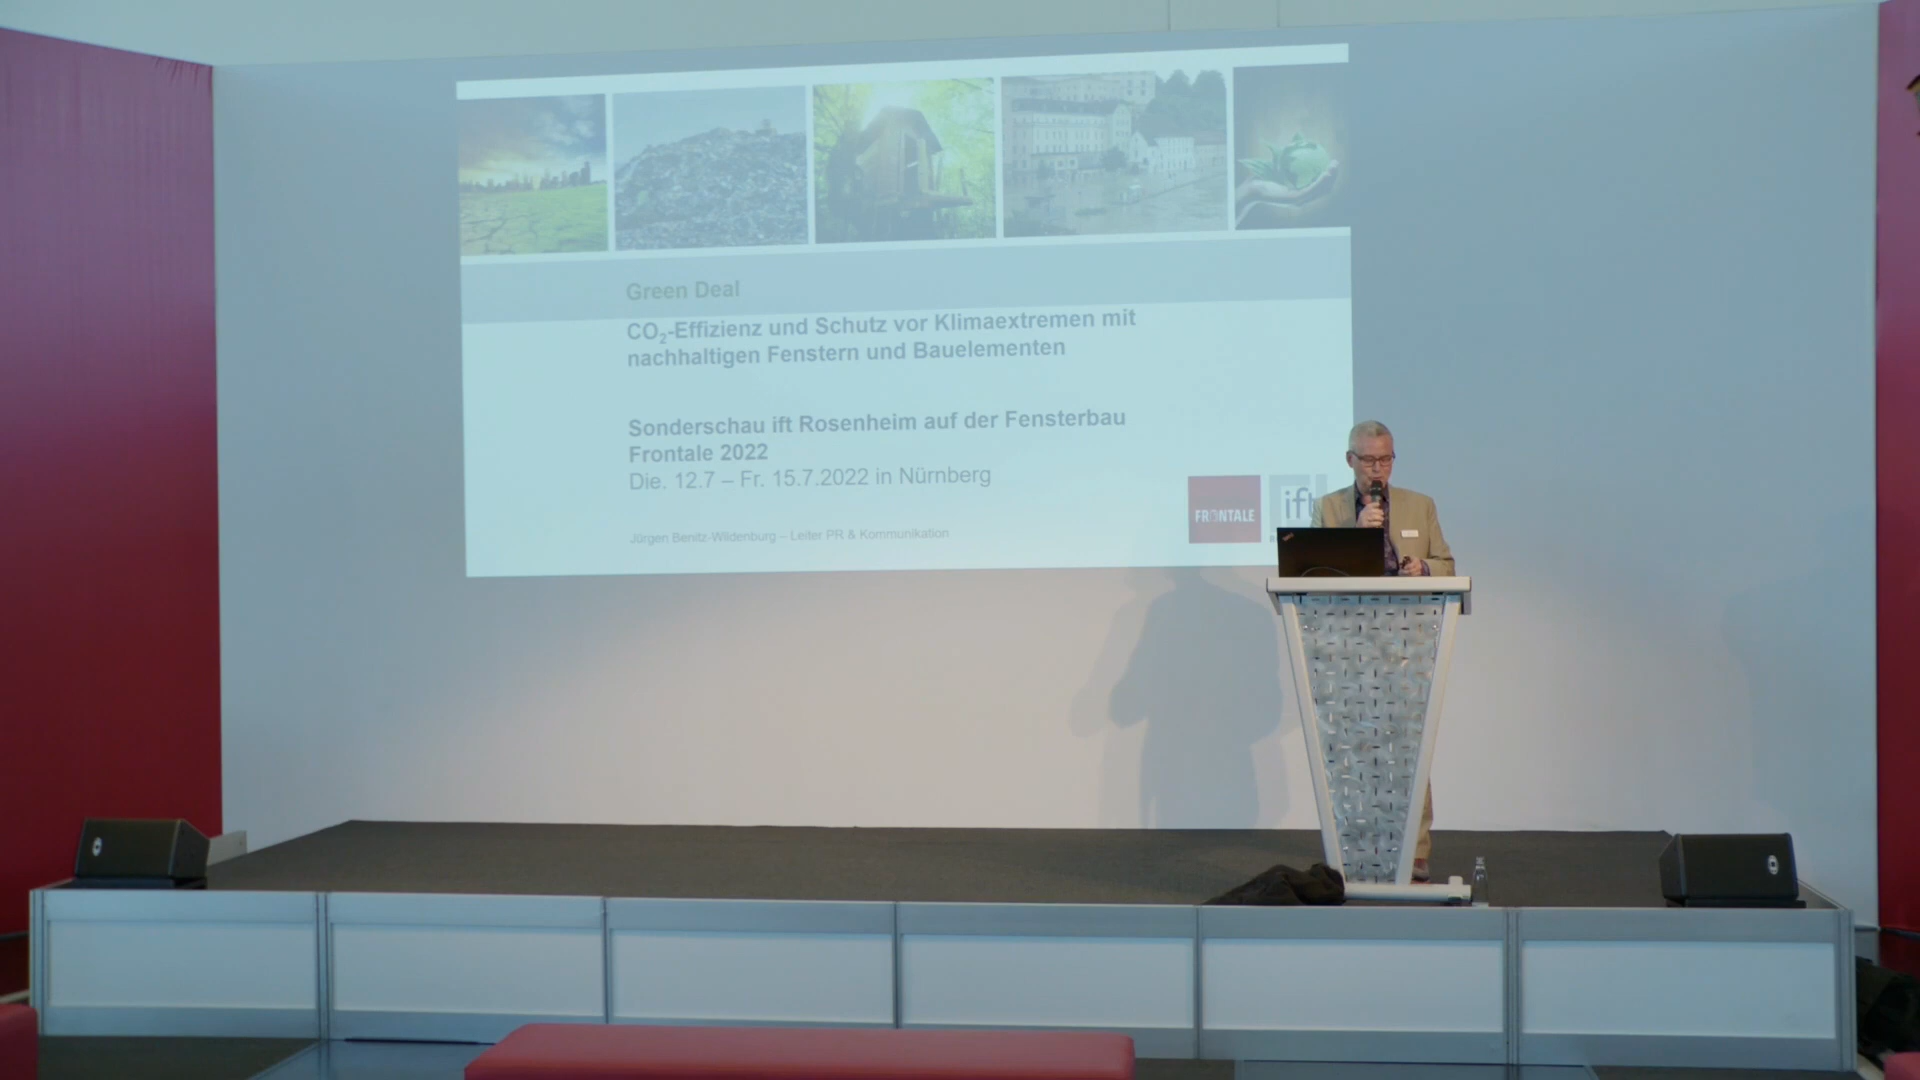 Green Deal
CO₂-Effizienz und Schutz vor Klimaextremen mit
nachhaltigen Fenstern und Bauelementen
Sonderschau ift Rosenheim auf der Fensterbau
Frontale 2022
Die. 12.7 – Fr. 15.7.2022 in Nürnberg
Jürgen Benitz-Wildenburg – Leiter PR & Kommunikation
FRONTALE
ift